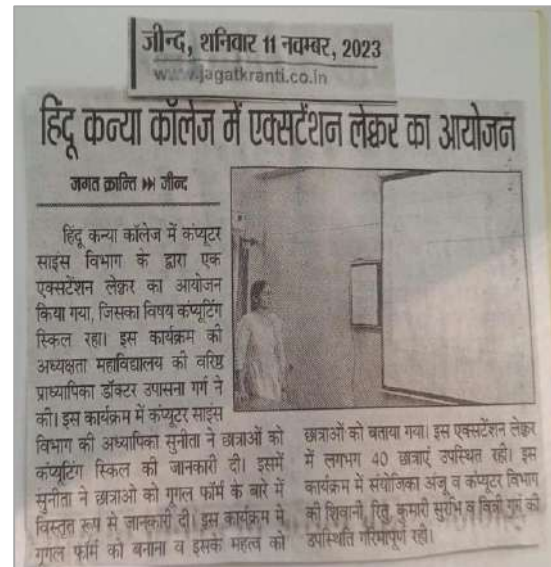 जीन्द, शनिवार 11 नवम्बर, 2023
www.jagatkranti.co.in
हिंदू कन्या कॉलेज में एक्सटेंशन लेक्चर का आयोजन
जगत क्रान्ति ▶▶ जीन्द
हिंदू कन्या कॉलेज में कंप्यूटर
साइंस विभाग के द्वारा एक
एक्सटेंशन लेक्चर का आयोजन
किया गया, जिसका विषय कंप्यूटिंग
स्किल रहा। इस कार्यक्रम की
अध्यक्षता महाविद्यालय की वरिष्ठ
प्राध्यापिका डॉक्टर उपासना गर्ग ने
की। इस कार्यक्रम में कंप्यूटर साइंस
विभाग की अध्यापिका सुनीता ने छात्राओं को
कंप्यूटिंग स्किल की जानकारी दी। इसमें
सुनीता ने छात्राओ को गूगल फॉर्म के बारे में
विस्तृत रूप से जानकारी दी। इस कार्यक्रम में
गूगल फॉर्म को बनाना व इसके महत्व को
छात्राओं को बताया गया। इस एक्सटेंशन लेक्चर
में लगभग 40 छात्राएं उपस्थित रही। इस
कार्यक्रम में संयोजिका अंजू व कंप्यूटर विभाग
की शिवानी, रितु, कुमारी सुरभि व गर्ग की
उपस्थिति गरिमापूर्ण रही।